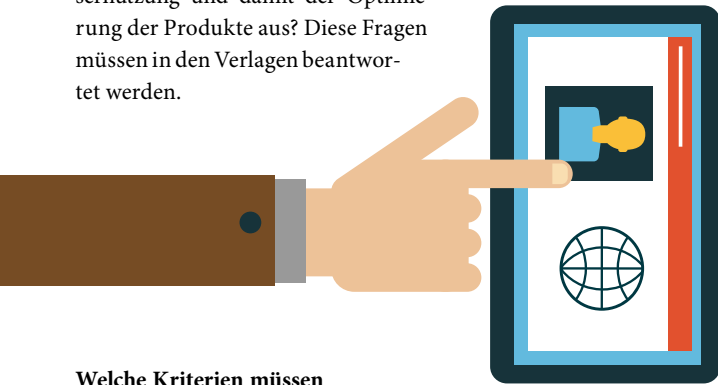 rung der Produkte aus? Diese Fragen
müssen in den Verlagen beantwor-
tet werden.
Welche Kriterien müssen